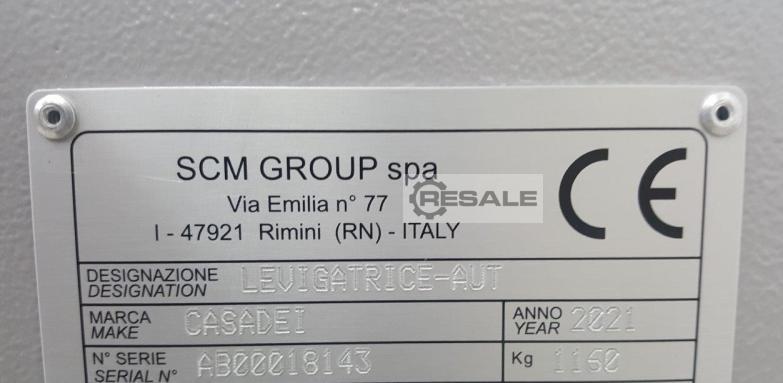 SCM GROUP spa
Via Emilia n° 77
I - 47921 Rimini (RN) - ITALY
RESALE
CE
DESIGNAZIONE
DESIGNATION
LEVIGATRICE-AUT
MARCA
MAKE
CASADEI
ANNO
YEAR
2021
N° SERIE
SERIAL N°
AB00018143
Kg
1160